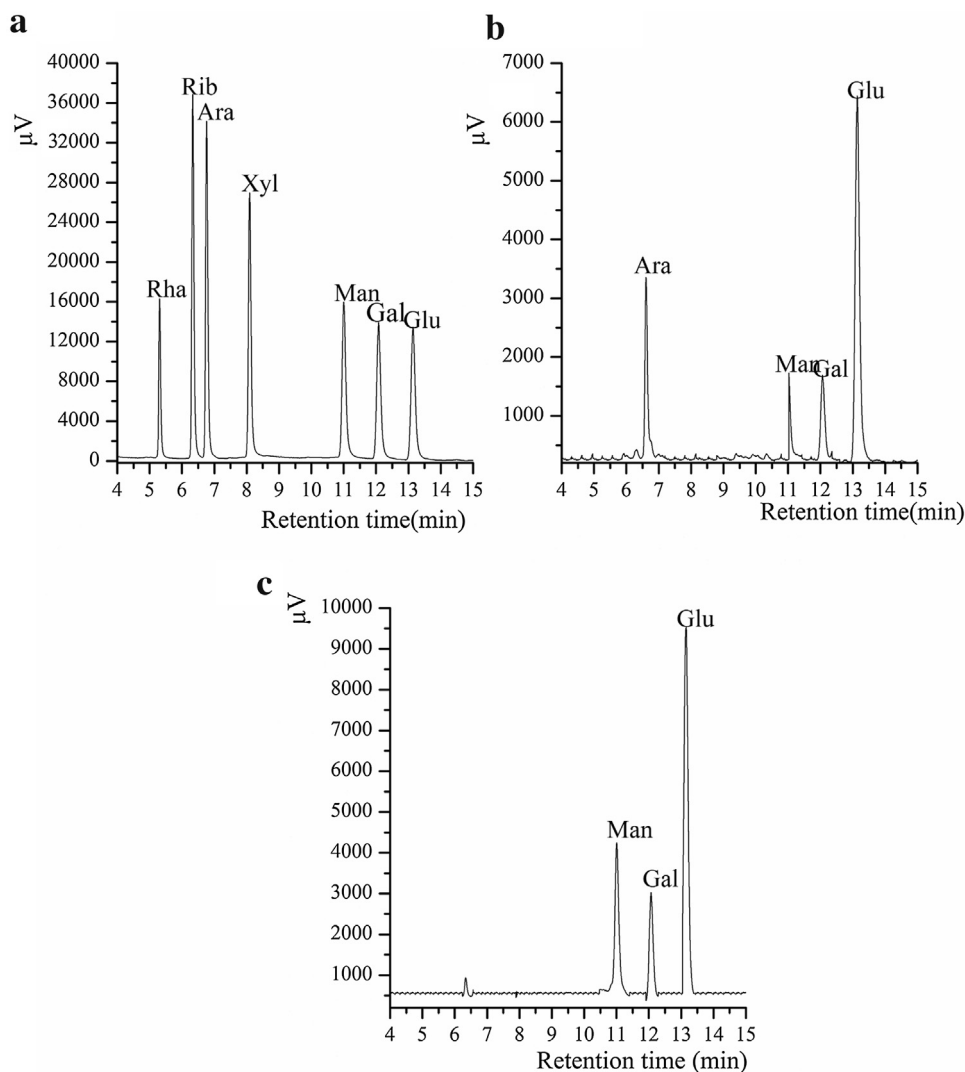 a
40000
36000
32000
28000
24000
20000
16000
12000
8000
4000
0
μV
Rha
Rib
Ara
Xyl
Man
Gal
Glu
4 5 6 7 8 9 10 11 12 13 14 15
Retention time(min)
b
7000
6000
5000
4000
3000
2000
1000
μV
Ara
Man
Gal
Glu
4 5 6 7 8 9 10 11 12 13 14 15
Retention time(min)
c
10000
9000
8000
7000
6000
5000
4000
3000
2000
1000
μV
Man
Gal
Glu
4 5 6 7 8 9 10 11 12 13 14 15
Retention time (min)